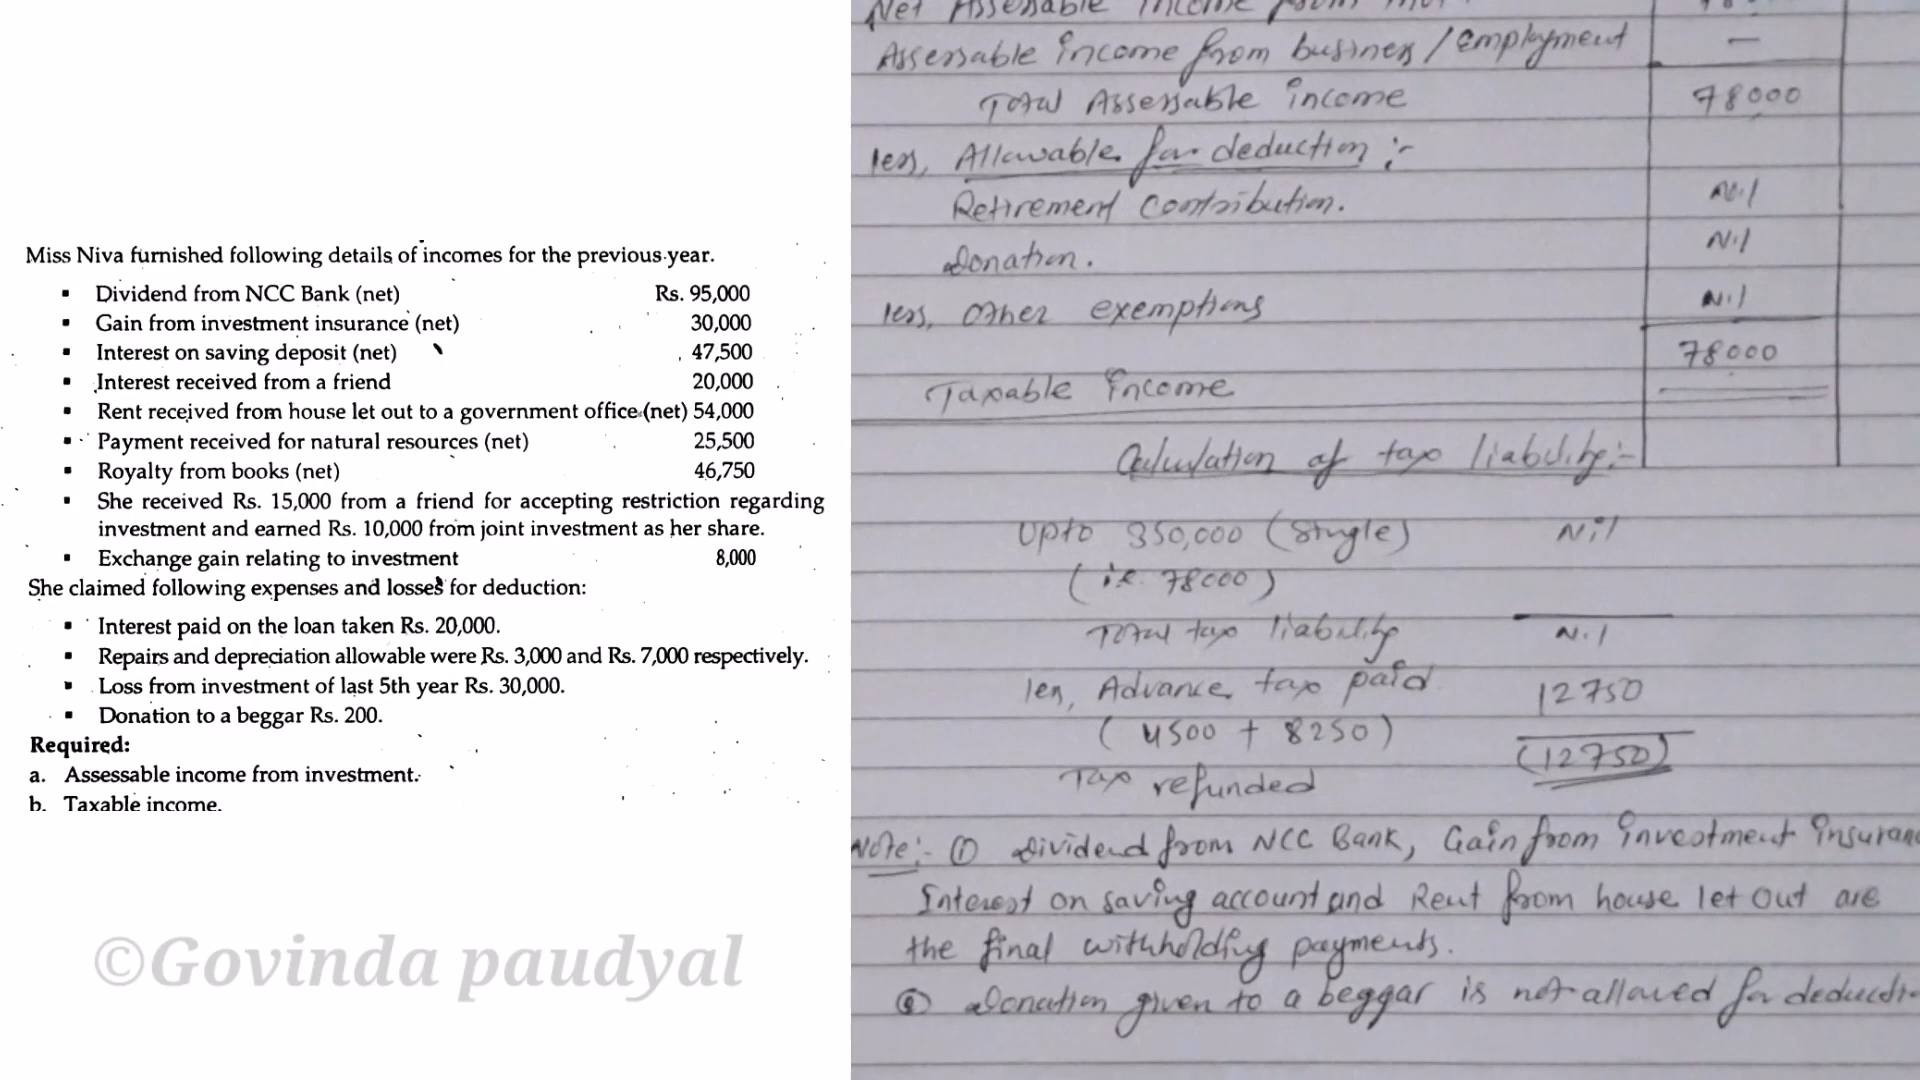 Miss Niva furnished following details of incomes for the previous year.
▪ Dividend from NCC Bank (net) Rs. 95,000
▪ Gain from investment insurance (net) 30,000
▪ Interest on saving deposit (net) 47,500
▪ Interest received from a friend 20,000
▪ Rent received from house let out to a government office (net) 54,000
▪ Payment received for natural resources (net) 25,500
▪ Royalty from books (net) 46,750
▪ She received Rs. 15,000 from a friend for accepting restriction regarding
investment and earned Rs. 10,000 from joint investment as her share.
▪ Exchange gain relating to investment 8,000
She claimed following expenses and losses for deduction:
▪ Interest paid on the loan taken Rs. 20,000.
▪ Repairs and depreciation allowable were Rs. 3,000 and Rs. 7,000 respectively.
▪ Loss from investment of last 5th year Rs. 30,000.
▪ Donation to a beggar Rs. 200.
Required:
a. Assessable income from investment.
b. Taxable income.
©Govinda paudyal
Net Assessable income from
Assessable income from business / Employment —
Total Assessable income 78000
less, Allowable for deduction :-
Retirement Contribution. Nil
Donation. Nil
less, Other exemptions Nil
78000
Taxable income
Calculation of tax liability:-
Upto 350,000 (Single) Nil
(i.e. 78000)
Total tax liability Nil
les, Advance tax paid 12750
(4500 + 8250)
(12750)
Tax refunded
Note:- ① Dividend from NCC Bank, Gain from investment insuran
Interest on saving account and Rent from house let out are
the final withholding payments.
② Donation given to a beggar is not allowed for deducti